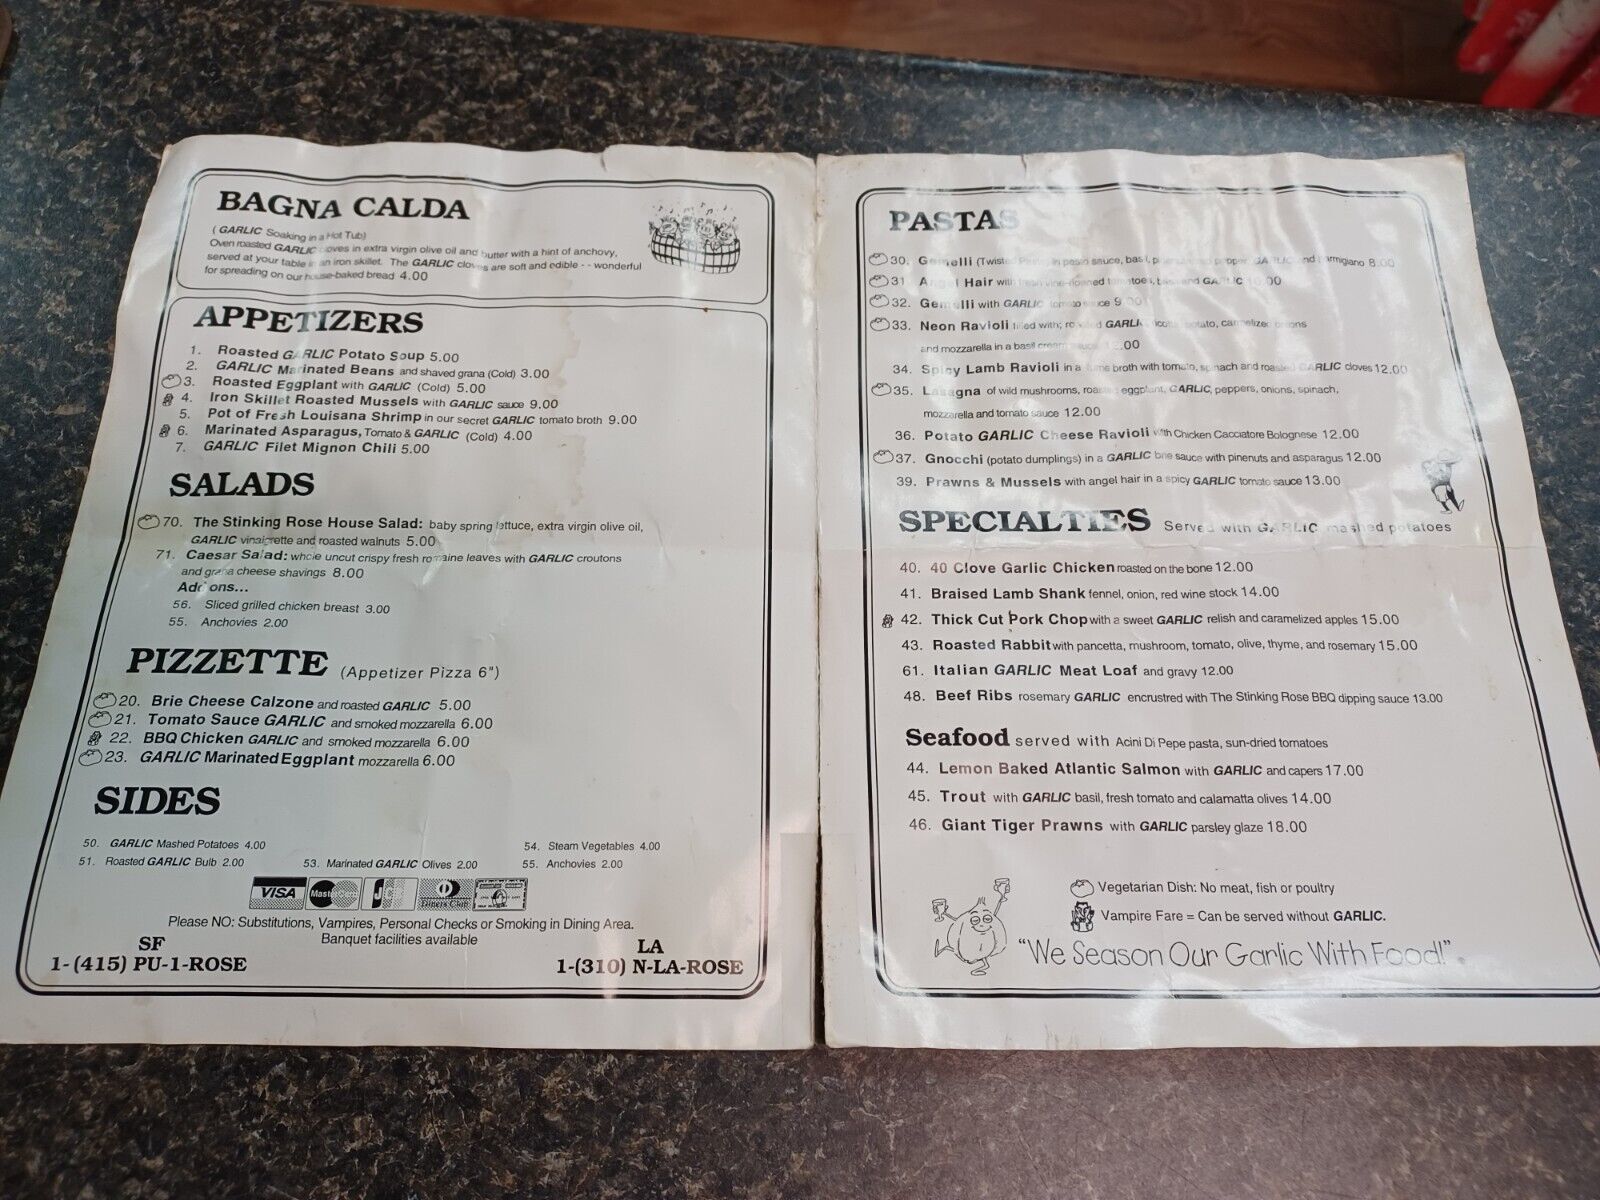 BAGNA CALDA
( GARLIC Soaking in a Hot Tub)
Oven roasted GARLIC cloves in extra virgin olive oil and butter with a hint of anchovy,
served at your table in an iron skillet. The GARLIC cloves are soft and edible - - wonderful
for spreading on our house-baked bread 4.00
APPETIZERS
1. Roasted GARLIC Potato Soup 5.00
2. GARLIC Marinated Beans and shaved grana (Cold) 3.00
3. Roasted Eggplant with GARLIC (Cold) 5.00
4. Iron Skillet Roasted Mussels with GARLIC sauce 9.00
5. Pot of Fresh Louisana Shrimp in our secret GARLIC tomato broth 9.00
6. Marinated Asparagus, Tomato & GARLIC (Cold) 4.00
7. GARLIC Filet Mignon Chili 5.00
SALADS
70. The Stinking Rose House Salad: baby spring lettuce, extra virgin olive oil,
GARLIC vinaigrette and roasted walnuts 5.00
71. Caesar Salad: whole uncut crispy fresh romaine leaves with GARLIC croutons
and grana cheese shavings 8.00
Add ons...
56. Sliced grilled chicken breast 3.00
55. Anchovies 2.00
PIZZETTE (Appetizer Pizza 6")
20. Brie Cheese Calzone and roasted GARLIC 5.00
21. Tomato Sauce GARLIC and smoked mozzarella 6.00
22. BBQ Chicken GARLIC and smoked mozzarella 6.00
23. GARLIC Marinated Eggplant mozzarella 6.00
SIDES
50. GARLIC Mashed Potatoes 4.00 54. Steam Vegetables 4.00
51. Roasted GARLIC Bulb 2.00 53. Marinated GARLIC Olives 2.00 55. Anchovies 2.00
VISA MasterCard Diners Club
Please NO: Substitutions, Vampires, Personal Checks or Smoking in Dining Area.
Banquet facilities available
SF LA
1-(415) PU-1-ROSE 1-(310) N-LA-ROSE
PASTAS
30. Gemelli (Twisted Pasta) in pesto sauce, basil, pepper, GARLIC and parmigiano 8.00
31. Angel Hair with fresh vine-ripened tomatoes, basil and GARLIC 10.00
32. Gemelli with GARLIC tomato sauce 9.00
33. Neon Ravioli filled with; roasted GARLIC, ricotta, potato, carmelized onions
and mozzarella in a basil cream sauce
34. Spicy Lamb Ravioli in a broth with tomato, spinach and roasted GARLIC cloves 12.00
35. Lasagna of wild mushrooms, roasted eggplant, GARLIC, peppers, onions, spinach,
mozzarella and tomato sauce 12.00
36. Potato GARLIC Cheese Ravioli with Chicken Cacciatore Bolognese 12.00
37. Gnocchi (potato dumplings) in a GARLIC brie sauce with pinenuts and asparagus 12.00
39. Prawns & Mussels with angel hair in a spicy GARLIC tomato sauce 13.00
SPECIALTIES Served with GARLIC mashed potatoes
40. 40 Clove Garlic Chicken roasted on the bone 12.00
41. Braised Lamb Shank fennel, onion, red wine stock 14.00
42. Thick Cut Pork Chop with a sweet GARLIC relish and caramelized apples 15.00
43. Roasted Rabbit with pancetta, mushroom, tomato, olive, thyme, and rosemary 15.00
61. Italian GARLIC Meat Loaf and gravy 12.00
48. Beef Ribs rosemary GARLIC encrustred with The Stinking Rose BBQ dipping sauce 13.00
Seafood served with Acini Di Pepe pasta, sun-dried tomatoes
44. Lemon Baked Atlantic Salmon with GARLIC and capers 17.00
45. Trout with GARLIC basil, fresh tomato and calamatta olives 14.00
46. Giant Tiger Prawns with GARLIC parsley glaze 18.00
Vegetarian Dish: No meat, fish or poultry
Vampire Fare = Can be served without GARLIC.
"We Season Our Garlic With Food!"